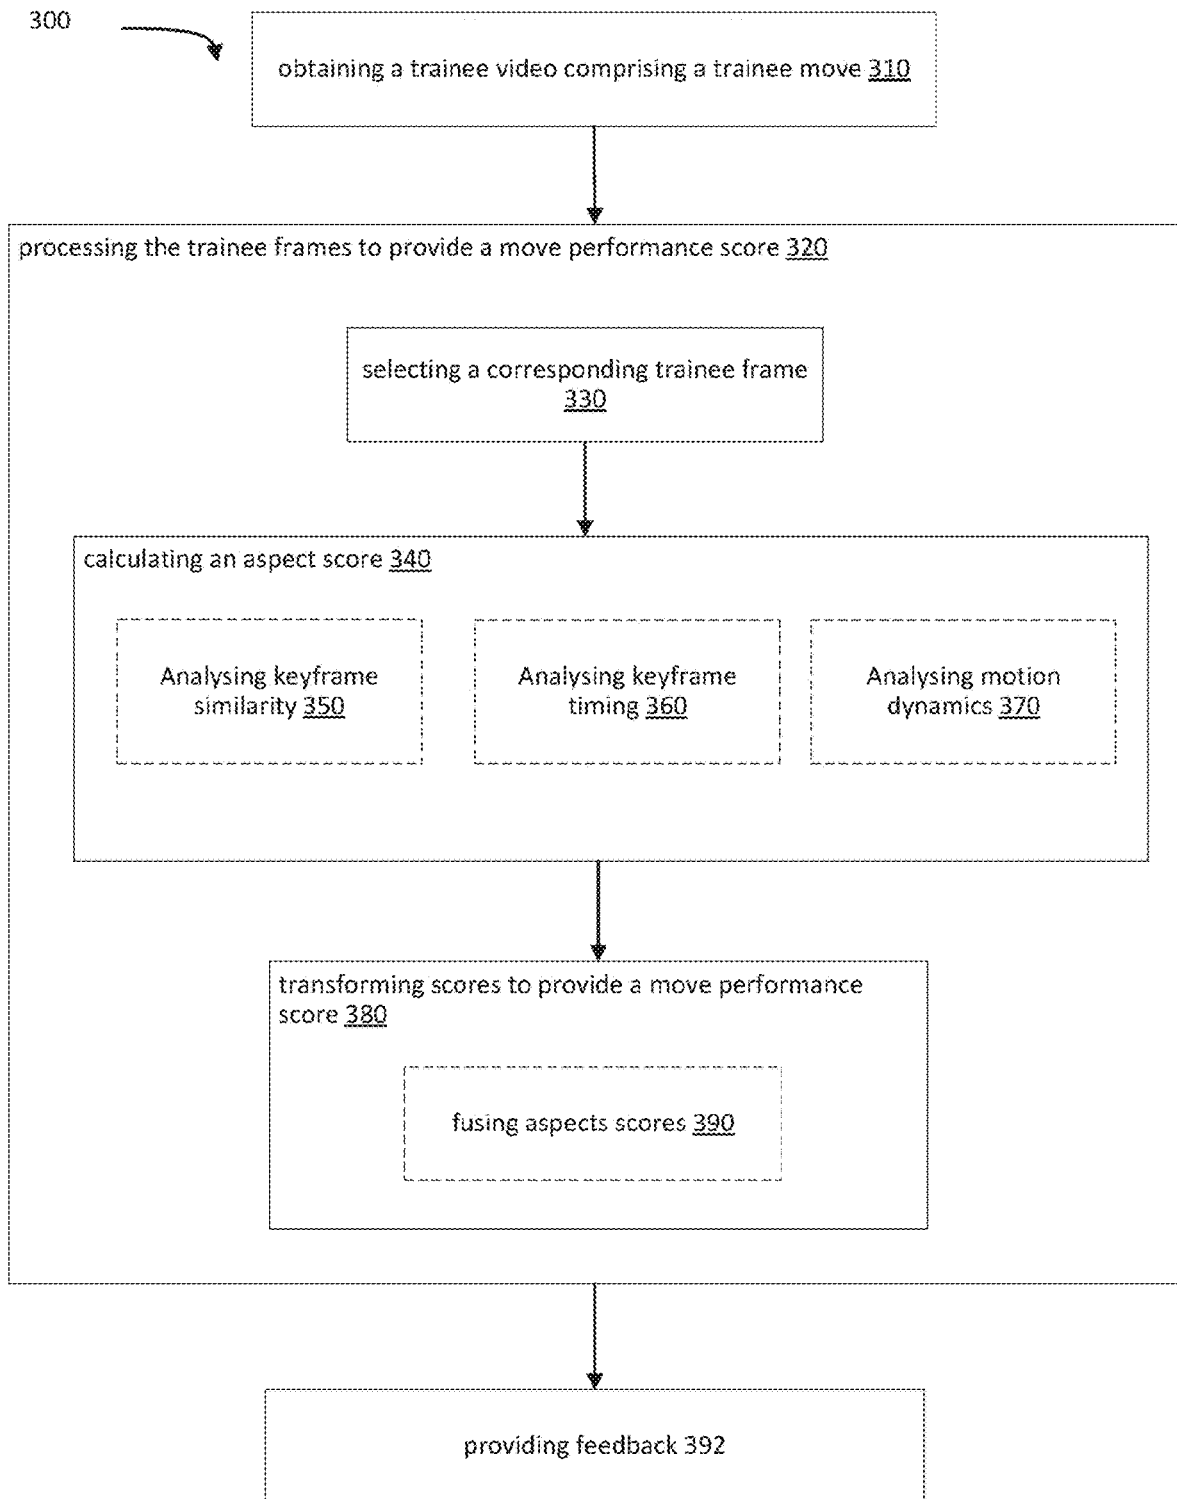 300
obtaining a trainee video comprising a trainee move 310
processing the trainee frames to provide a move performance score 320
selecting a corresponding trainee frame
330
calculating an aspect score 340
Analysing keyframe
similarity 350
Analysing keyframe
timing 360
Analysing motion
dynamics 370
transforming scores to provide a move performance
score 380
fusing aspects scores 390
providing feedback 392